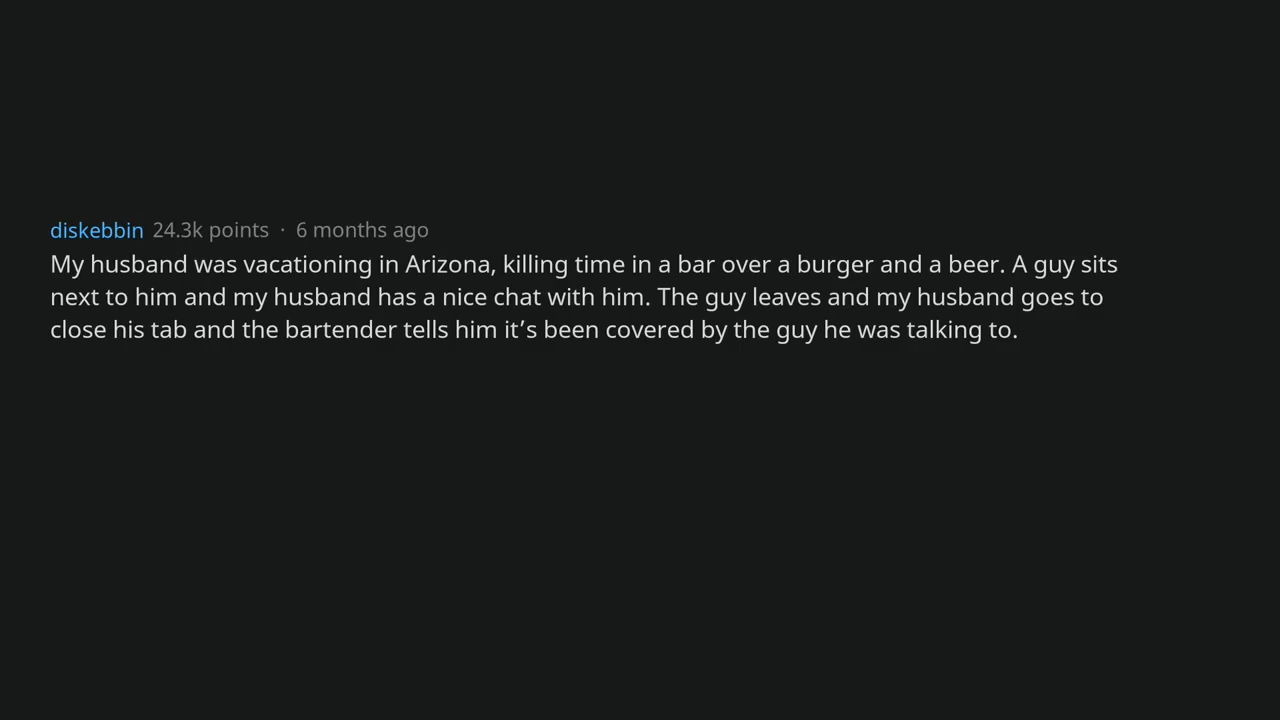 diskebbin 24.3k points · 6 months ago
My husband was vacationing in Arizona, killing time in a bar over a burger and a beer. A guy sits
next to him and my husband has a nice chat with him. The guy leaves and my husband goes to
close his tab and the bartender tells him it’s been covered by the guy he was talking to.